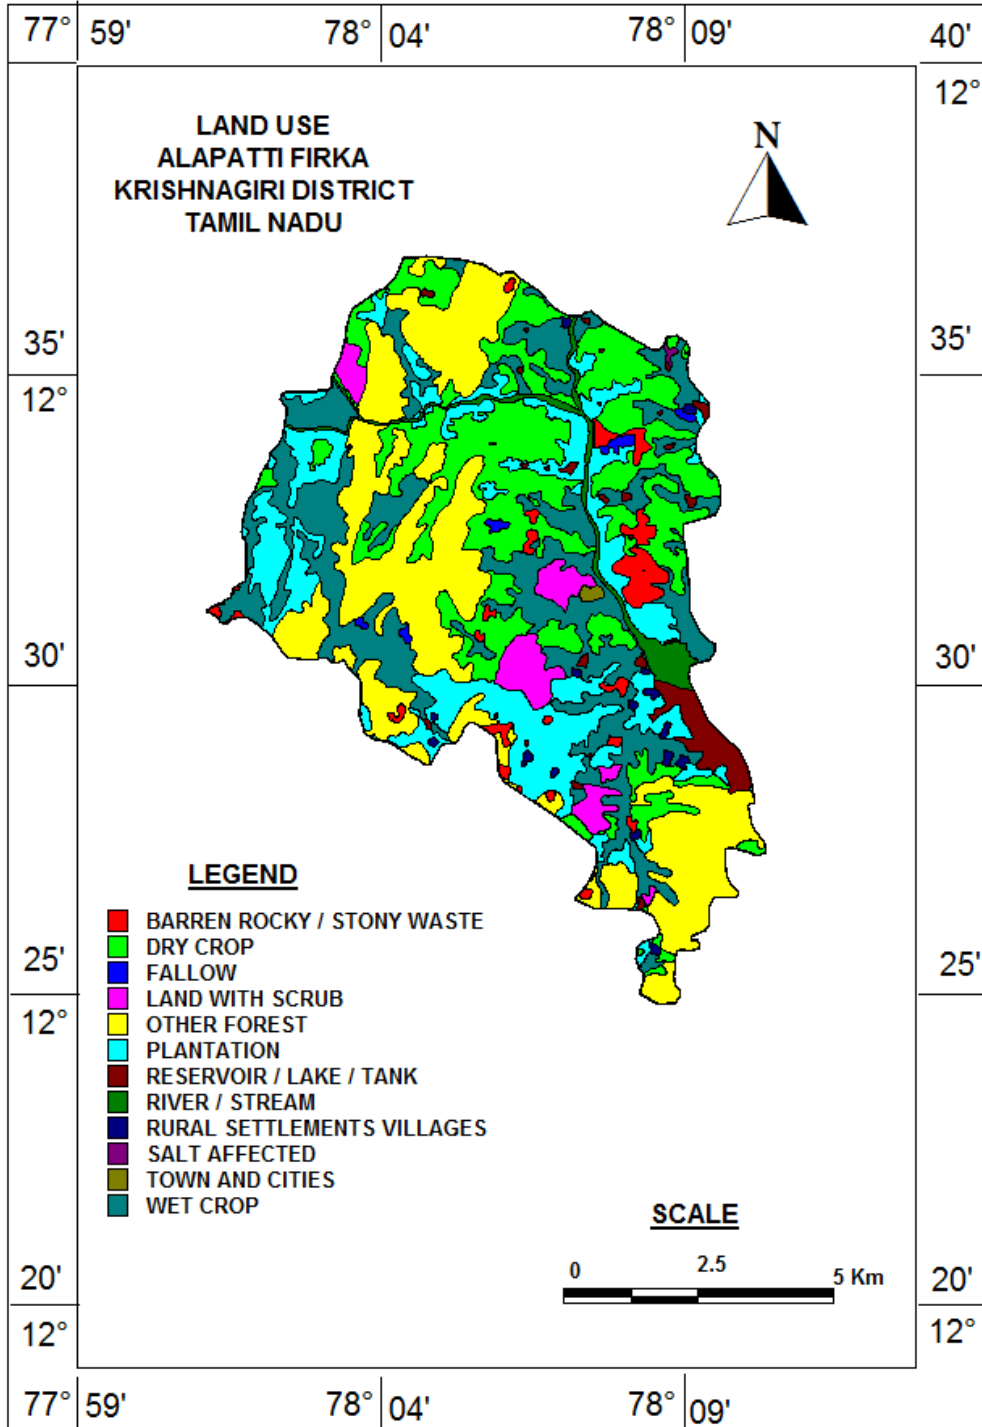 77° 59' 78° 04' 78° 09' 40'
12°
LAND USE
ALAPATTI FIRKA
KRISHNAGIRI DISTRICT
TAMIL NADU
N
35' 35'
12° 12°
30' 30'
LEGEND
BARREN ROCKY / STONY WASTE
DRY CROP
FALLOW
LAND WITH SCRUB
OTHER FOREST
PLANTATION
RESERVOIR / LAKE / TANK
RIVER / STREAM
RURAL SETTLEMENTS VILLAGES
SALT AFFECTED
TOWN AND CITIES
WET CROP
25' 25'
12° 12°
SCALE
0 2.5 5 Km
20' 20'
12° 12°
77° 59' 78° 04' 78° 09'